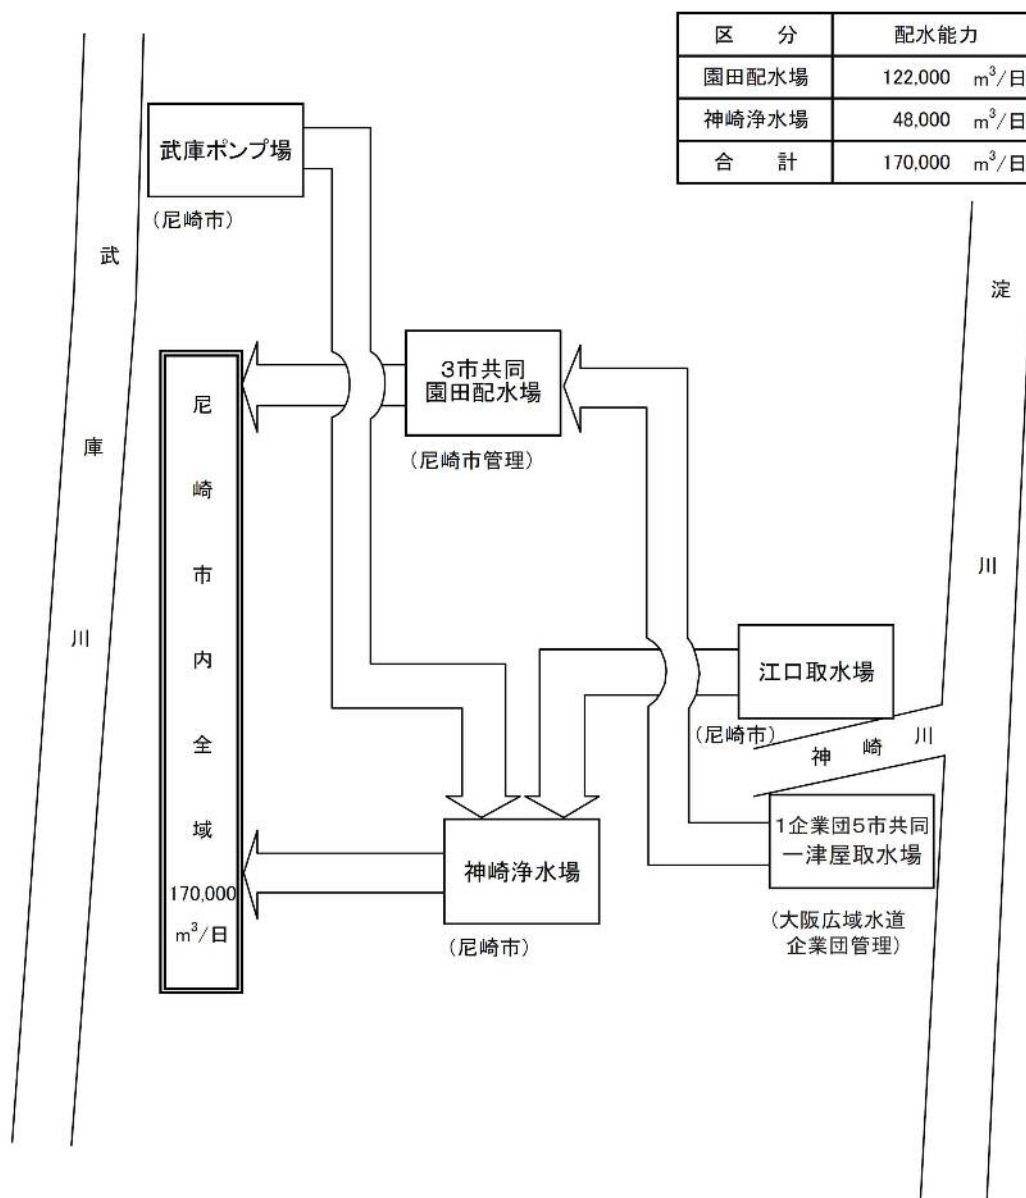 区 分 配水能力
園田配水場 122,000 m³/日
神崎浄水場 48,000 m³/日
合 計 170,000 m³/日
武庫ポンプ場
(尼崎市)
武庫川
淀川
3市共同
園田配水場
(尼崎市管理)
尼崎市内全域
170,000
m³/日
江口取水場
(尼崎市)
神崎川
1企業団5市共同
一津屋取水場
(大阪広域水道
企業団管理)
神崎浄水場
(尼崎市)